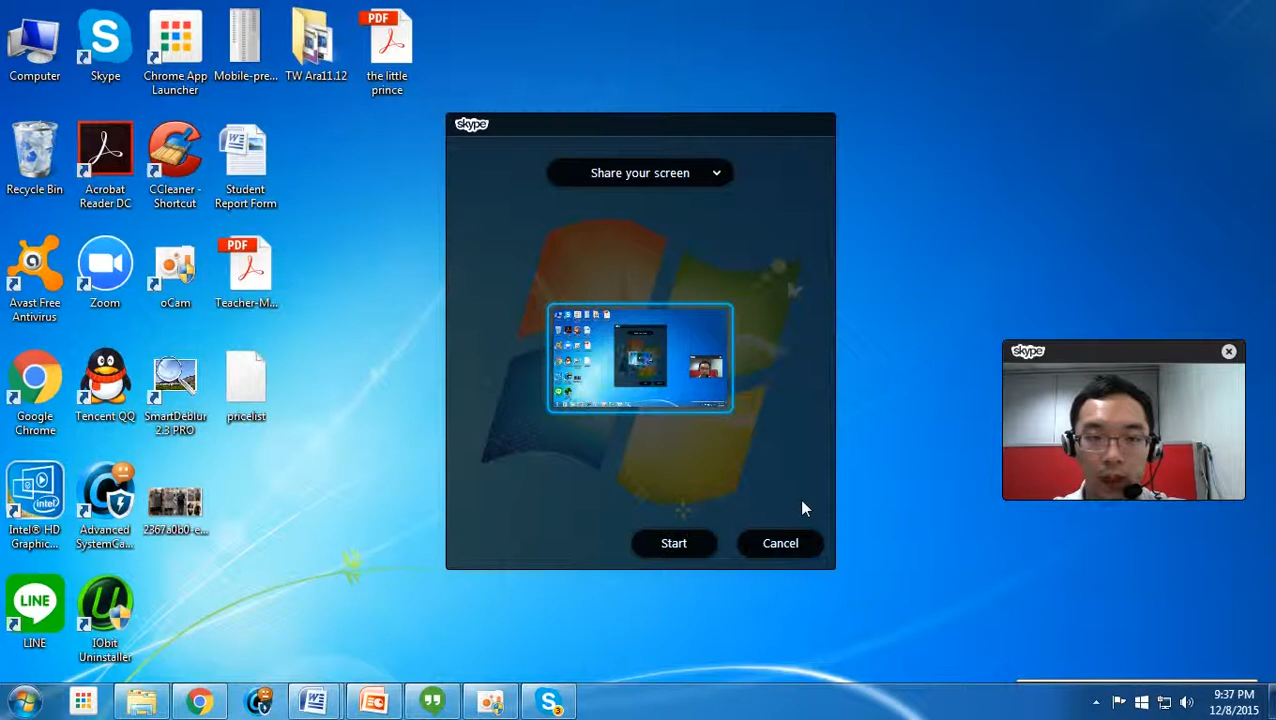 Computer
Skype
Chrome App
Launcher
Mobile-pre...
TW Ara11.12
PDF
the little
prince
Recycle Bin
Acrobat
Reader DC
CCleaner -
Shortcut
Student
Report Form
Avast Free
Antivirus
Zoom
oCam
PDF
Teacher-M...
Google
Chrome
Tencent QQ
SmartDeblur
2.3 PRO
pricelist
Intel® HD
Graphic...
Advanced
SystemCa...
2367a0b0-e...
LINE
LINE
IObit
Uninstaller
skype
Share your screen
Start
Cancel
skype
3
9:37 PM
12/8/2015